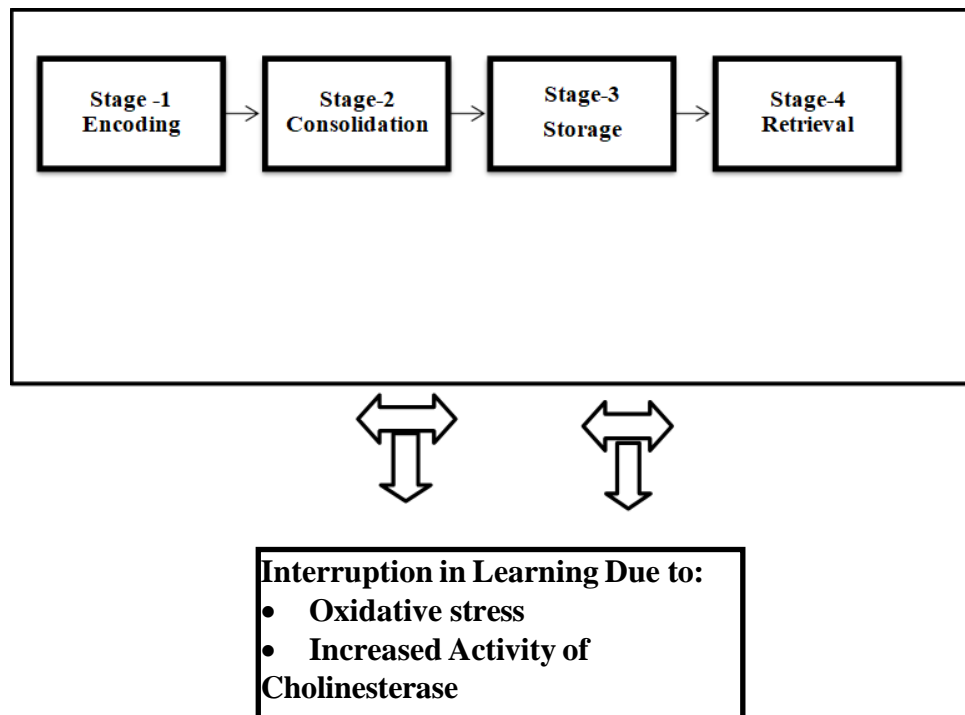 Stage -1
Encoding
Stage-2
Consolidation
Stage-3
Storage
Stage-4
Retrieval
Interruption in Learning Due to:
• Oxidative stress
• Increased Activity of
Cholinesterase